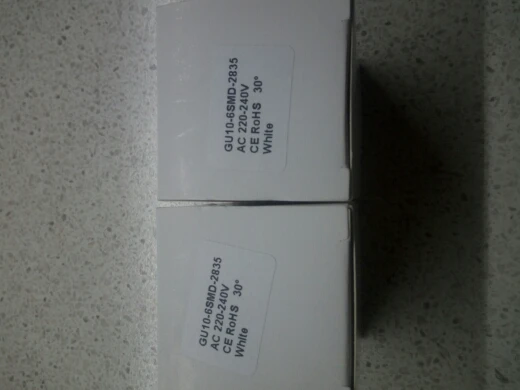 GU10-6SMD-2835
AC 220-240V
CE RoHS 30°
White
GU10-6SMD-2835
AC 220-240V
CE RoHS 30°
White